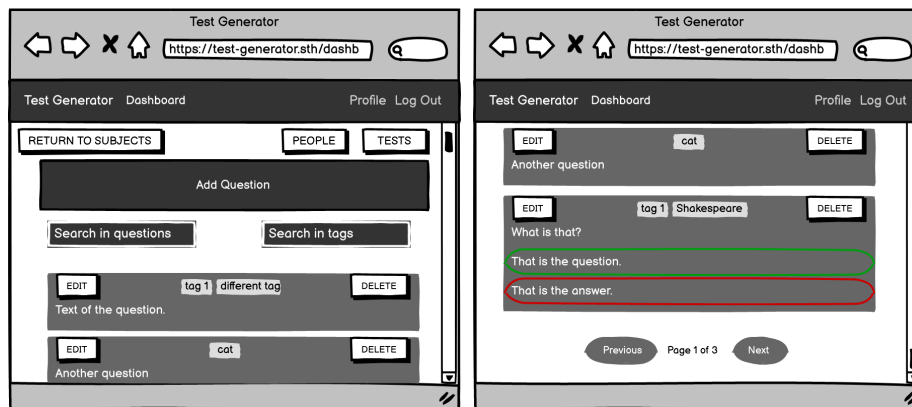 Test Generator
https://test-generator.sth/dashb
Test Generator Dashboard Profile Log Out
RETURN TO SUBJECTS PEOPLE TESTS
Add Question
Search in questions Search in tags
EDIT tag 1 different tag DELETE
Text of the question.
EDIT cat DELETE
Another question
Test Generator
https://test-generator.sth/dashb
Test Generator Dashboard Profile Log Out
EDIT cat DELETE
Another question
EDIT tag 1 Shakespeare DELETE
What is that?
That is the question.
That is the answer.
Previous Page 1 of 3 Next